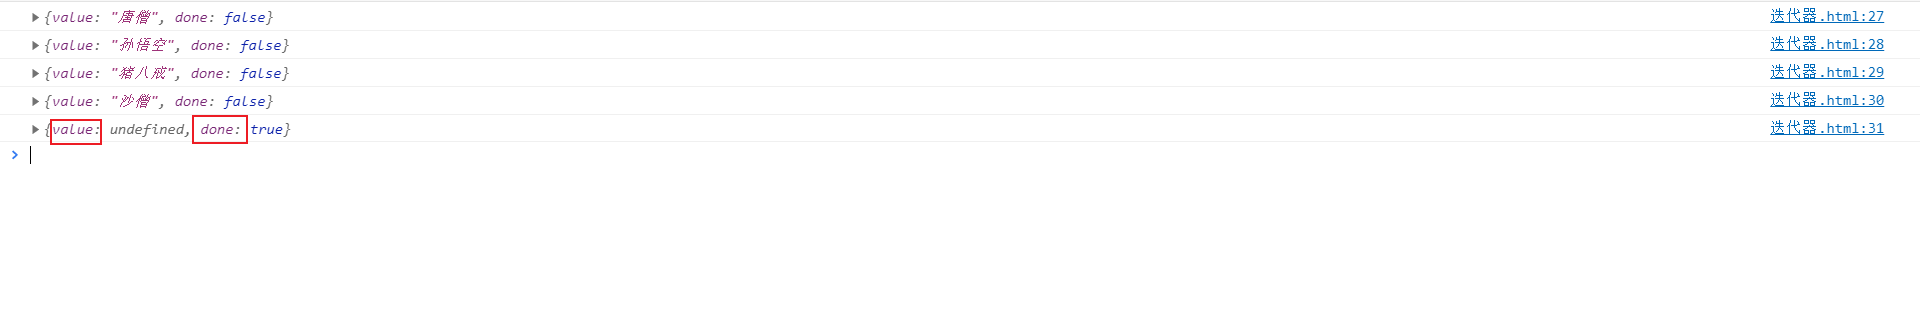 {value: "唐僧", done: false} 迭代器.html:27
{value: "孙悟空", done: false} 迭代器.html:28
{value: "猪八戒", done: false} 迭代器.html:29
{value: "沙僧", done: false} 迭代器.html:30
{value: undefined, done: true} 迭代器.html:31